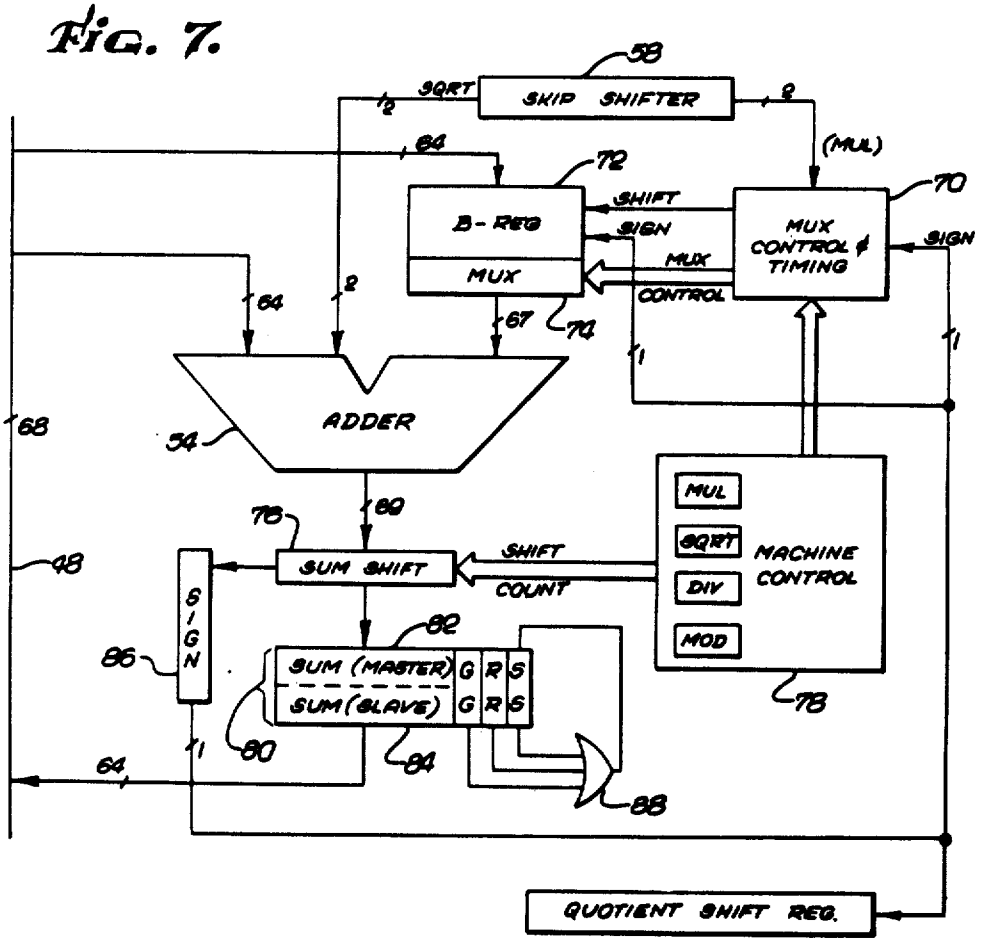 FIG. 7.
58
SQRT
SKIP SHIFTER
2
2
64
(MUL)
72
70
B-REG
SHIFT
SIGN
MUX
CONTROL &
TIMING
SIGN
MUX
MUX
CONTROL
64
2
67
74
1
1
ADDER
68
54
69
MUL
76
SQRT
MACHINE
CONTROL
SUM SHIFT
SHIFT
COUNT
48
DIV
SIGN
MOD
82
86
SUM (MASTER) G R S
SUM (SLAVE) G R S
78
80
84
1
64
88
QUOTIENT SHIFT REG.